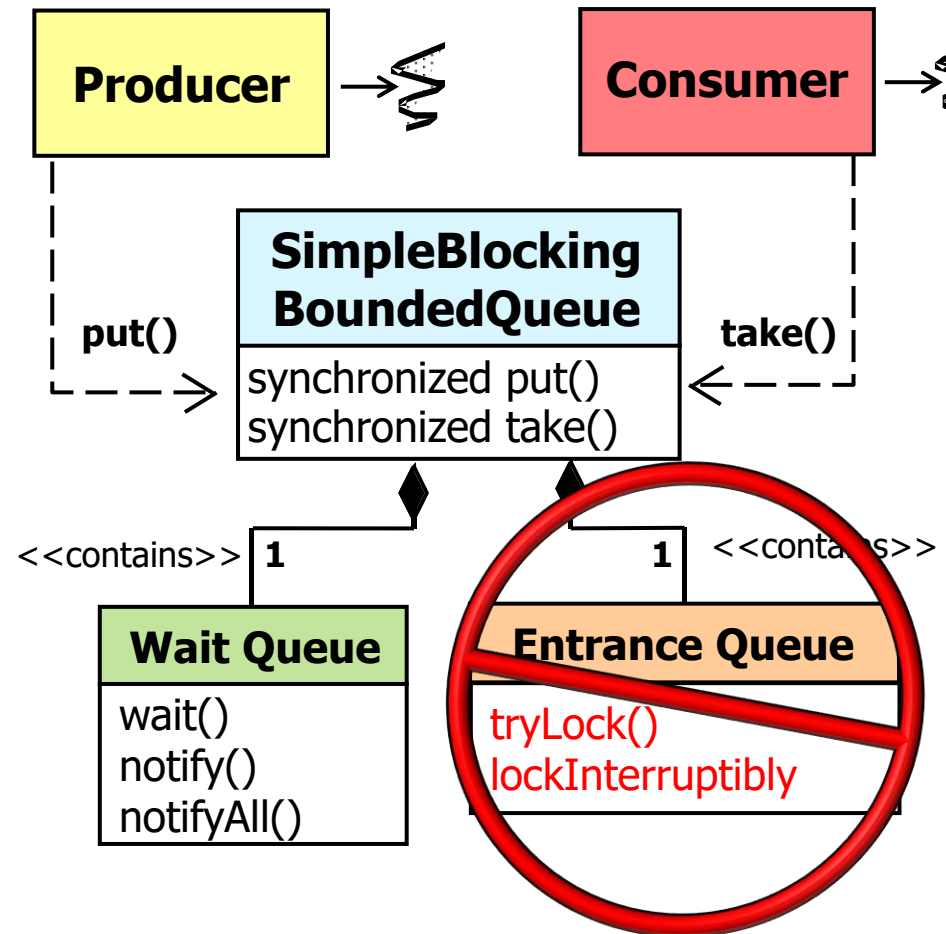 Producer
Consumer
SimpleBlocking
BoundedQueue
put()
take()
synchronized put()
synchronized take()
<<contains>>
1
1
<<contains>>
Wait Queue
wait()
notify()
notifyAll()
Entrance Queue
tryLock()
lockInterruptibly